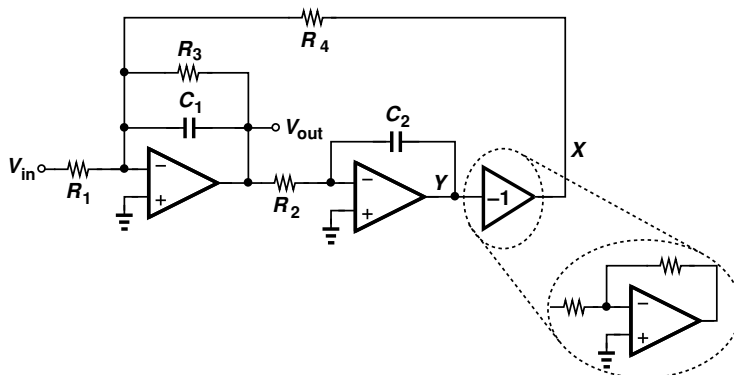 R4
R3
C1
Vout
C2
X
Vin
R1
−
+
R2
−
+
Y
−1
−
+